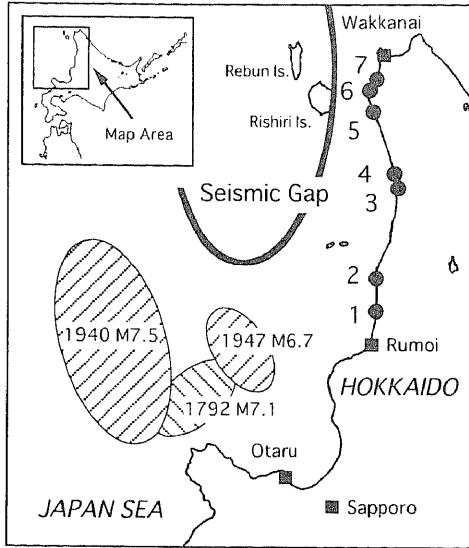 Wakkanai
Rebun Is.
Rishiri Is.
Map Area
7
6
5
4
3
2
1
Seismic Gap
1940 M7.5
1947 M6.7
1792 M7.1
Rumoi
HOKKAIDO
Otaru
JAPAN SEA
Sapporo